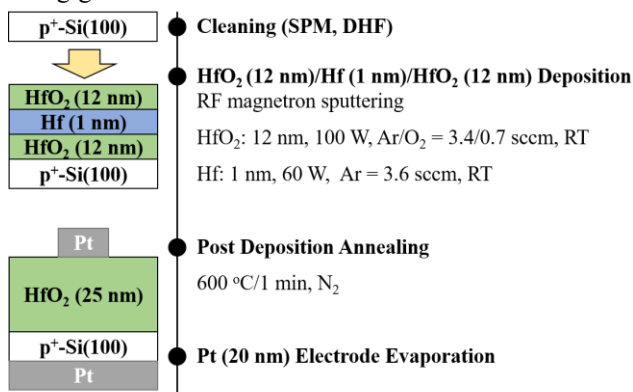 p⁺-Si(100)
Cleaning (SPM, DHF)
HfO₂ (12 nm)/Hf (1 nm)/HfO₂ (12 nm) Deposition
RF magnetron sputtering
HfO₂: 12 nm, 100 W, Ar/O₂ = 3.4/0.7 sccm, RT
Hf: 1 nm, 60 W, Ar = 3.6 sccm, RT
HfO₂ (12 nm)
Hf (1 nm)
HfO₂ (12 nm)
p⁺-Si(100)
Pt
Post Deposition Annealing
600 ºC/1 min, N₂
HfO₂ (25 nm)
p⁺-Si(100)
Pt (20 nm) Electrode Evaporation
Pt